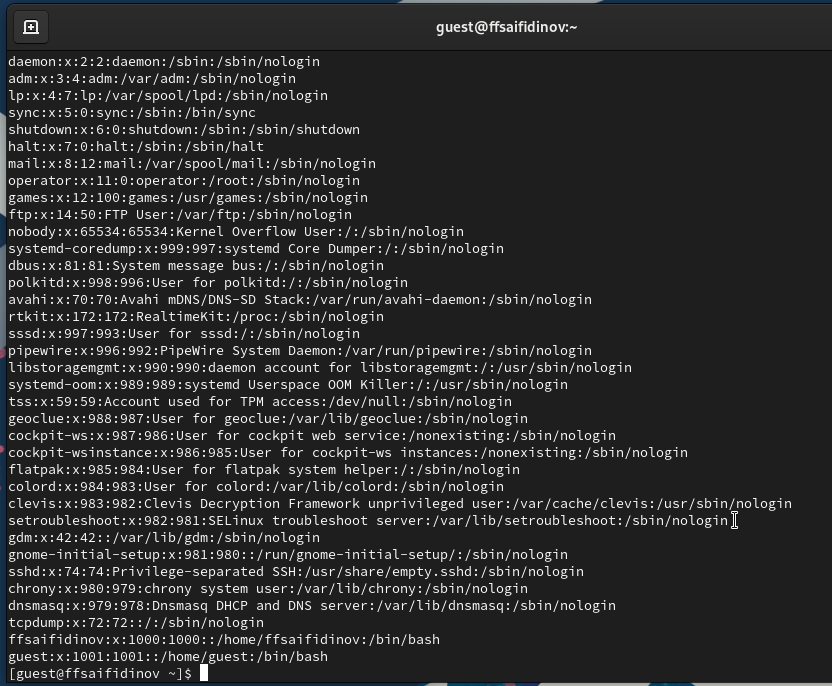 guest@ffsaifidinov:~
daemon:x:2:2:daemon:/sbin:/sbin/nologin
adm:x:3:4:adm:/var/adm:/sbin/nologin
lp:x:4:7:lp:/var/spool/lpd:/sbin/nologin
sync:x:5:0:sync:/sbin:/bin/sync
shutdown:x:6:0:shutdown:/sbin:/sbin/shutdown
halt:x:7:0:halt:/sbin:/sbin/halt
mail:x:8:12:mail:/var/spool/mail:/sbin/nologin
operator:x:11:0:operator:/root:/sbin/nologin
games:x:12:100:games:/usr/games:/sbin/nologin
ftp:x:14:50:FTP User:/var/ftp:/sbin/nologin
nobody:x:65534:65534:Kernel Overflow User:/:/sbin/nologin
systemd-coredump:x:999:997:systemd Core Dumper:/:/sbin/nologin
dbus:x:81:81:System message bus:/:/sbin/nologin
polkitd:x:998:996:User for polkitd:/:/sbin/nologin
avahi:x:70:70:Avahi mDNS/DNS-SD Stack:/var/run/avahi-daemon:/sbin/nologin
rtkit:x:172:172:RealtimeKit:/proc:/sbin/nologin
sssd:x:997:993:User for sssd:/:/sbin/nologin
pipewire:x:996:992:PipeWire System Daemon:/var/run/pipewire:/sbin/nologin
libstoragemgmt:x:990:990:daemon account for libstoragemgmt:/:/usr/sbin/nologin
systemd-oom:x:989:989:systemd Userspace OOM Killer:/:/usr/sbin/nologin
tss:x:59:59:Account used for TPM access:/dev/null:/sbin/nologin
geoclue:x:988:987:User for geoclue:/var/lib/geoclue:/sbin/nologin
cockpit-ws:x:987:986:User for cockpit web service:/nonexisting:/sbin/nologin
cockpit-wsinstance:x:986:985:User for cockpit-ws instances:/nonexisting:/sbin/nologin
flatpak:x:985:984:User for flatpak system helper:/:/sbin/nologin
colord:x:984:983:User for colord:/var/lib/colord:/sbin/nologin
clevis:x:983:982:Clevis Decryption Framework unprivileged user:/var/cache/clevis:/usr/sbin/nologin
setroubleshoot:x:982:981:SELinux troubleshoot server:/var/lib/setroubleshoot:/sbin/nologin
gdm:x:42:42::/var/lib/gdm:/sbin/nologin
gnome-initial-setup:x:981:980::/run/gnome-initial-setup/:/sbin/nologin
sshd:x:74:74:Privilege-separated SSH:/usr/share/empty.sshd:/sbin/nologin
chrony:x:980:979:chrony system user:/var/lib/chrony:/sbin/nologin
dnsmasq:x:979:978:Dnsmasq DHCP and DNS server:/var/lib/dnsmasq:/sbin/nologin
tcpdump:x:72:72::/:/sbin/nologin
ffsaifidinov:x:1000:1000::/home/ffsaifidinov:/bin/bash
guest:x:1001:1001::/home/guest:/bin/bash
[guest@ffsaifidinov ~]$